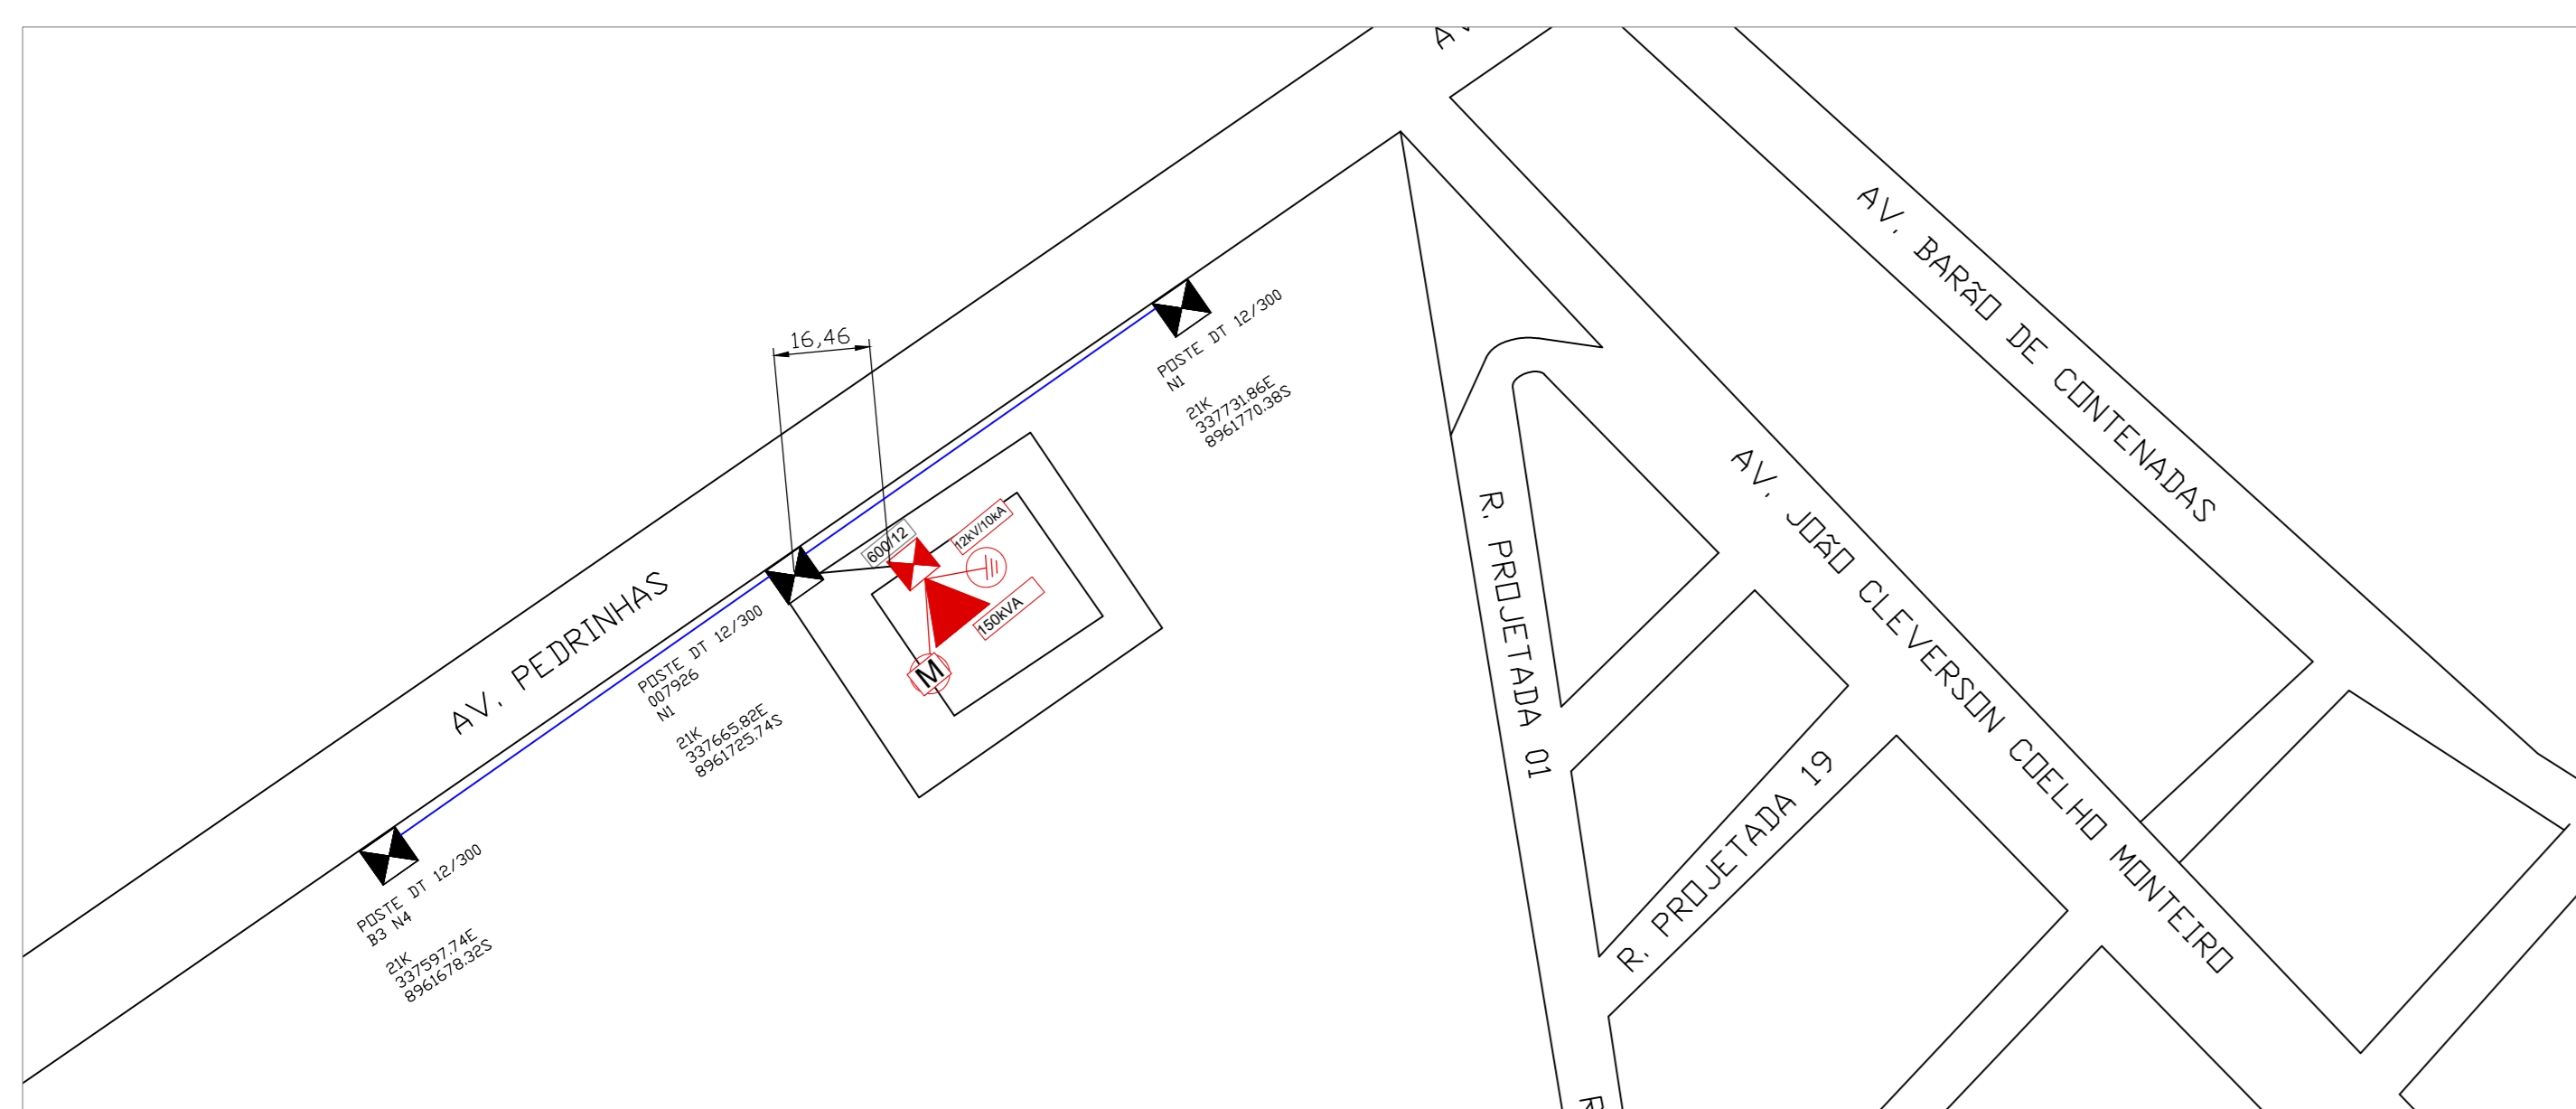 16,46
POSTE DT 12/300
N1
21K
337731.86E
8961770.38S
AV. BARÃO DE CONTENADAS
AV. JOÃO CLEVERSON COELHO MONTEIRO
R. PROJETADA 01
R. PROJETADA 19
600/12
12kV/10kA
150kVA
M
AV. PEDRINHAS
POSTE DT 12/300
007926
N1
21K
337665.82E
8961725.74S
POSTE DT 12/300
B3 N4
21K
337597.74E
8961678.32S